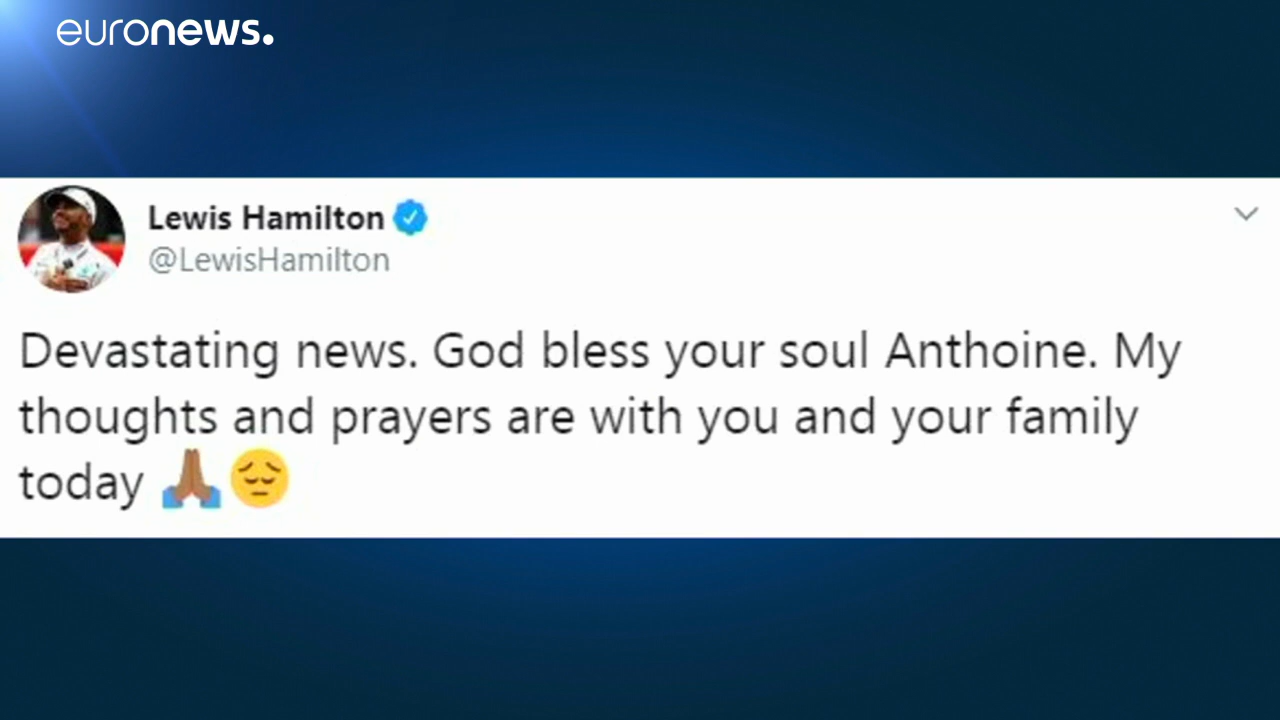 euronews.
Lewis Hamilton
@LewisHamilton
Devastating news. God bless your soul Anthoine. My
thoughts and prayers are with you and your family
today 🙏🏽😔